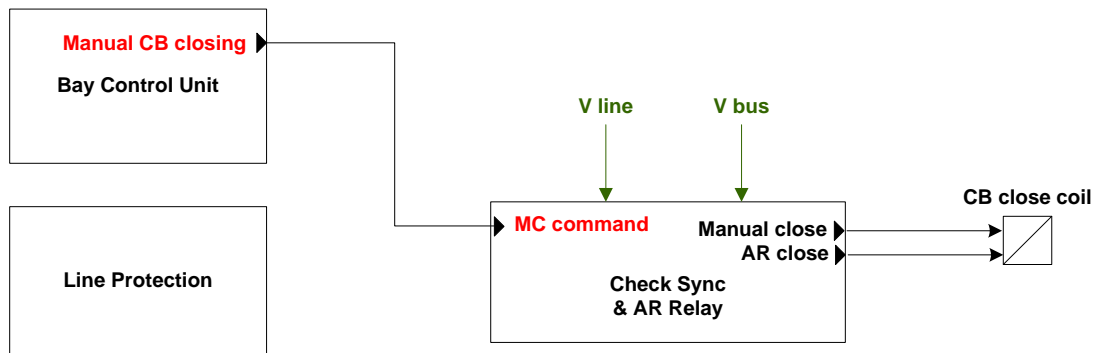 Manual CB closing
Bay Control Unit
V line
V bus
CB close coil
MC command
Manual close
AR close
Line Protection
Check Sync
& AR Relay